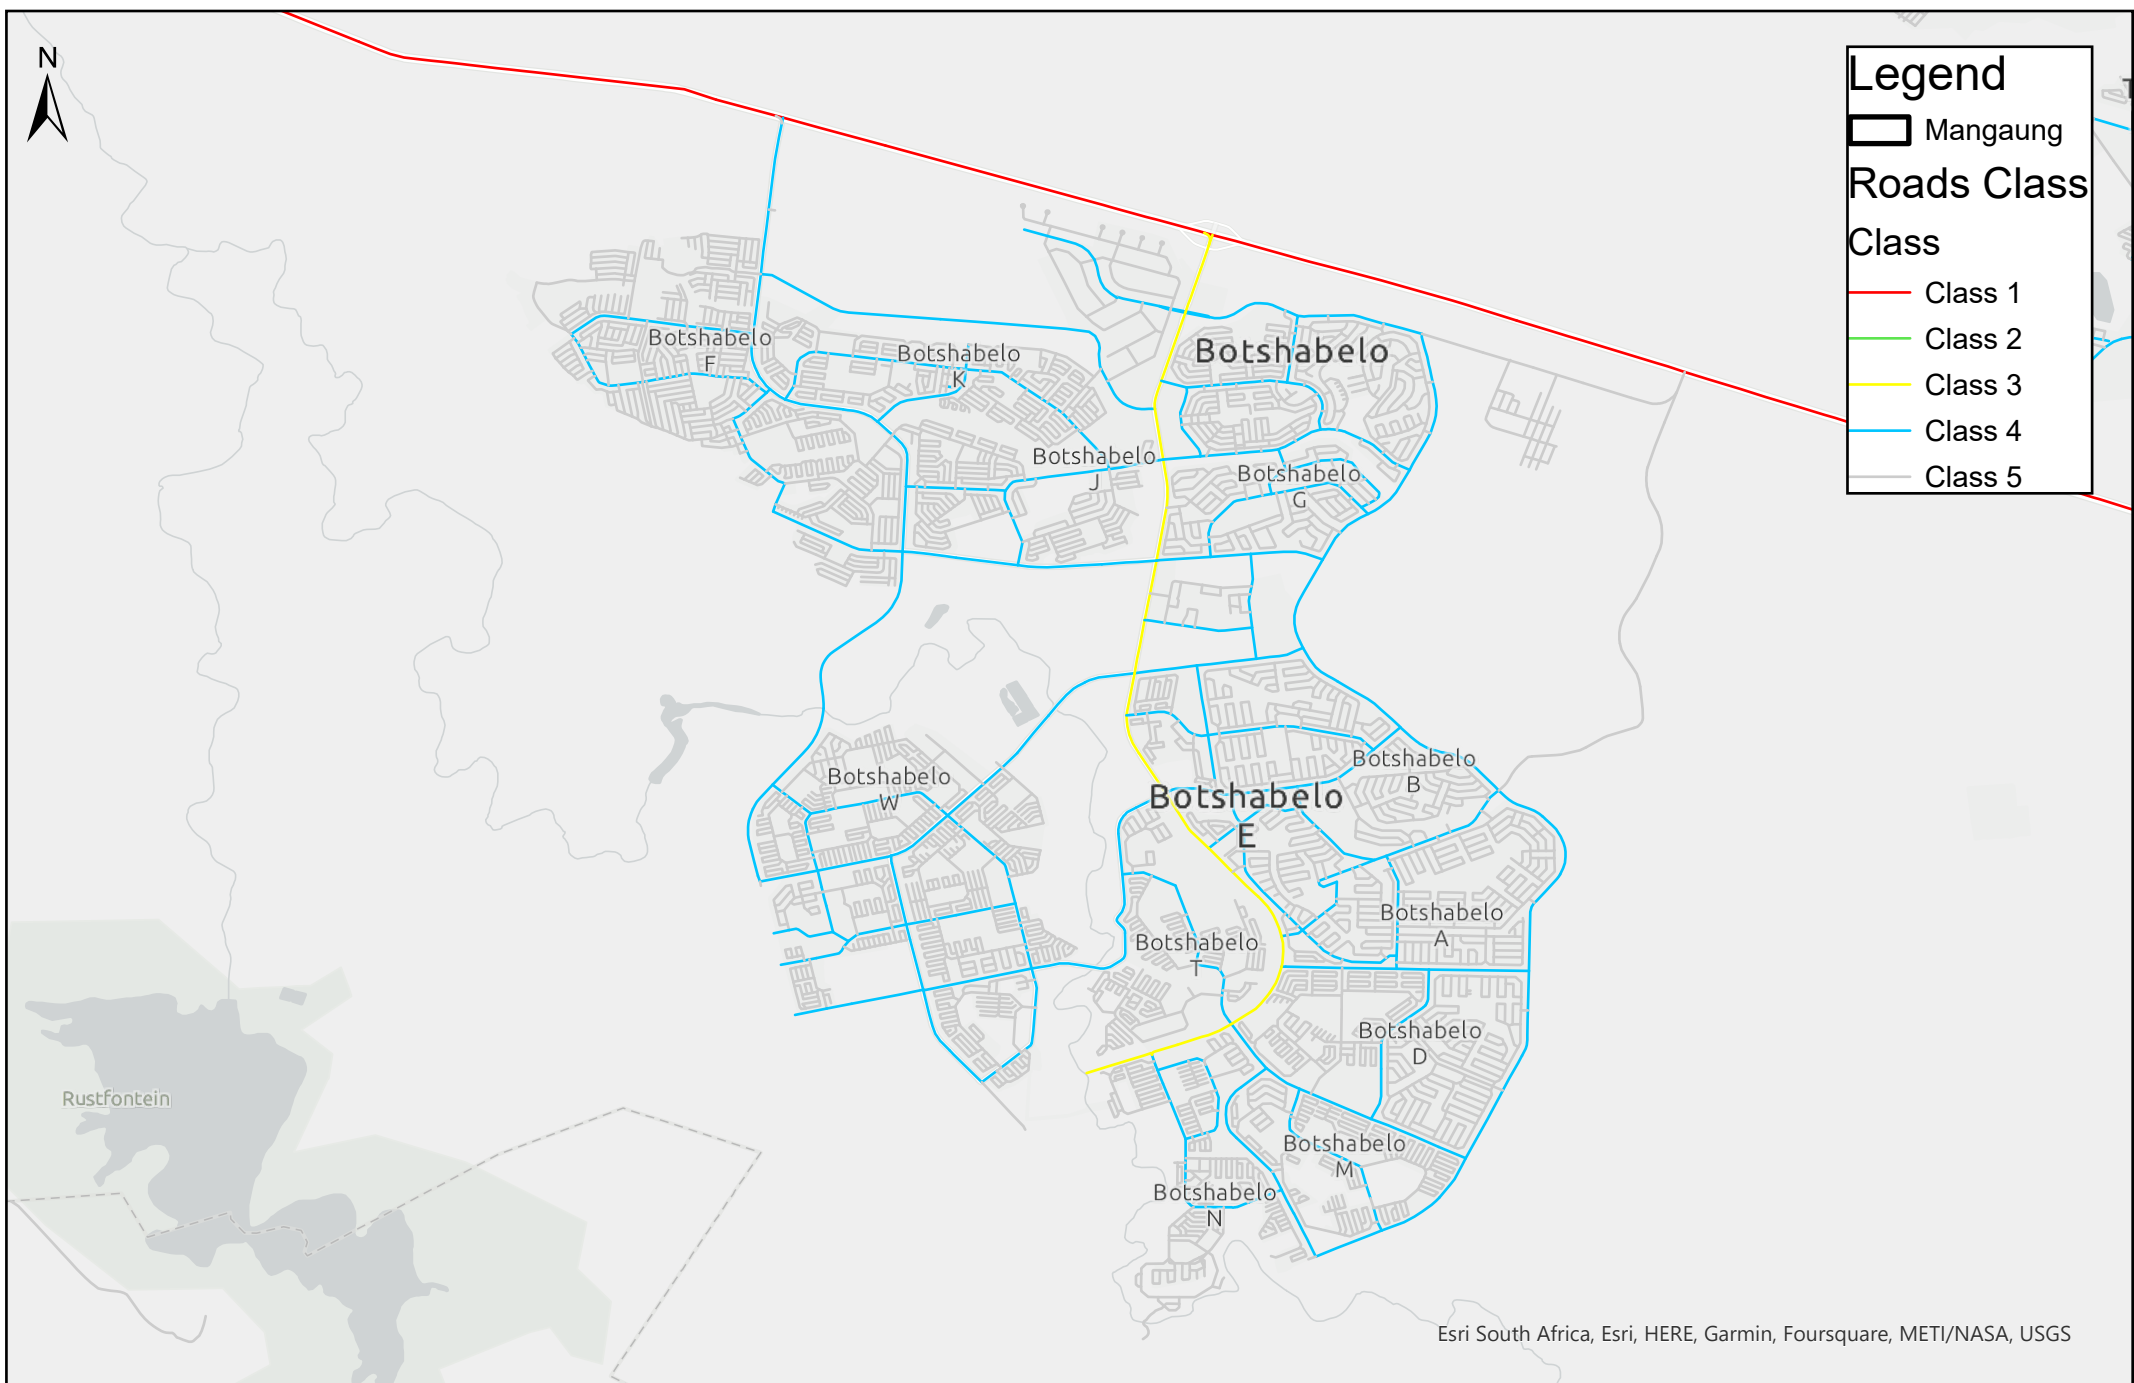 N
Legend
Mangaung
Roads Class
Class
Class 1
Class 2
Class 3
Class 4
Class 5
Botshabelo
F
Botshabelo
K
Botshabelo
Botshabelo
J
Botshabelo
G
Botshabelo
W
Botshabelo
B
Botshabelo
E
Botshabelo
A
Botshabelo
T
Botshabelo
D
Rustfontein
Botshabelo
M
Botshabelo
N
Esri South Africa, Esri, HERE, Garmin, Foursquare, METI/NASA, USGS